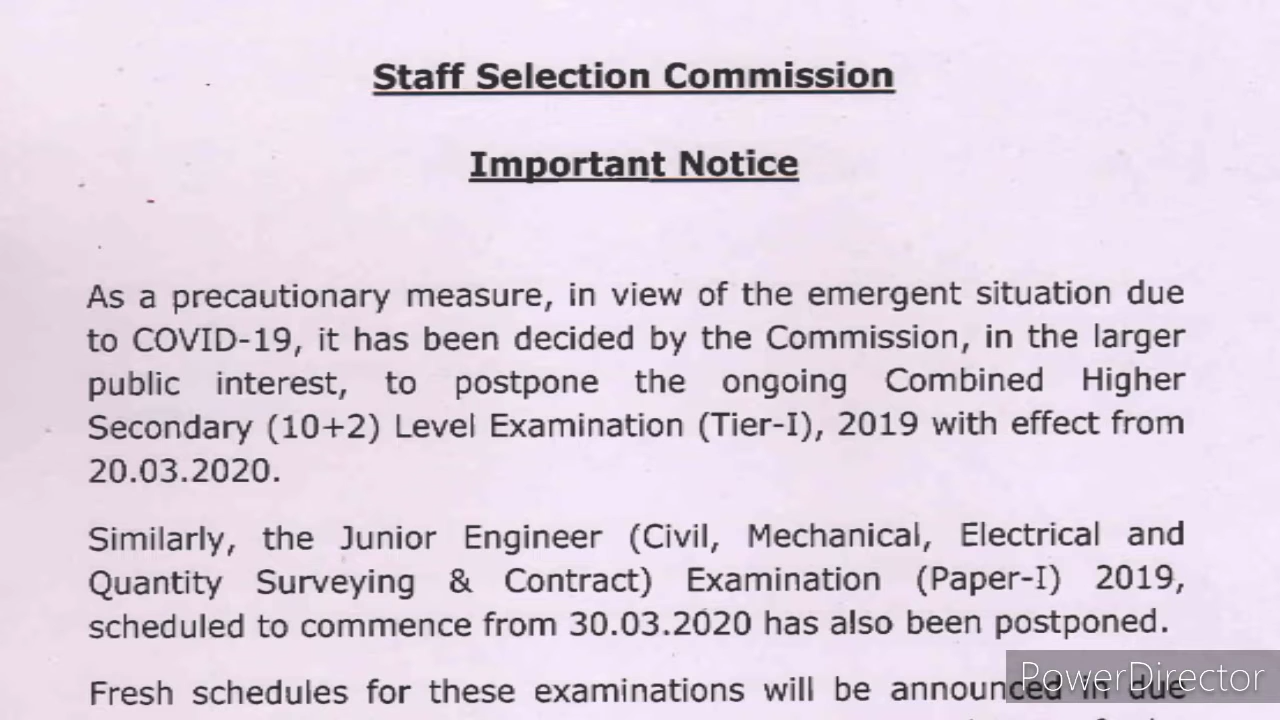 Staff Selection Commission
Important Notice
As a precautionary measure, in view of the emergent situation due
to COVID-19, it has been decided by the Commission, in the larger
public interest, to postpone the ongoing Combined Higher
Secondary (10+2) Level Examination (Tier-I), 2019 with effect from
20.03.2020.
Similarly, the Junior Engineer (Civil, Mechanical, Electrical and
Quantity Surveying & Contract) Examination (Paper-I) 2019,
scheduled to commence from 30.03.2020 has also been postponed.
Fresh schedules for these examinations will be announced in due
PowerDirector